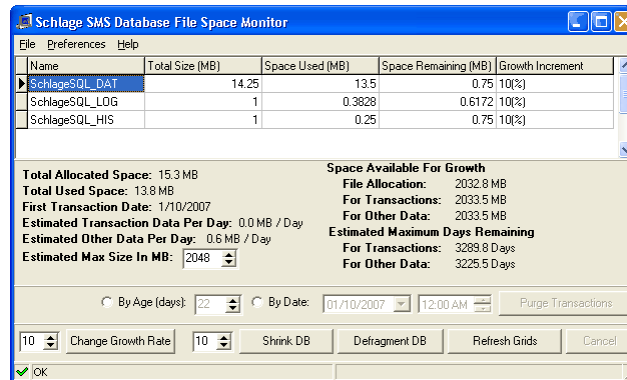 Schlage SMS Database File Space Monitor
File Preferences Help
Name Total Size (MB) Space Used (MB) Space Remaining (MB) Growth Increment
SchlageSQL_DAT 14.25 13.5 0.75 10(%)
SchlageSQL_LOG 1 0.3828 0.6172 10(%)
SchlageSQL_HIS 1 0.25 0.75 10(%)
Total Allocated Space: 15.3 MB
Total Used Space: 13.8 MB
First Transaction Date: 1/10/2007
Estimated Transaction Data Per Day: 0.0 MB / Day
Estimated Other Data Per Day: 0.6 MB / Day
Estimated Max Size In MB: 2048
Space Available For Growth
File Allocation: 2032.8 MB
For Transactions: 2033.5 MB
For Other Data: 2033.5 MB
Estimated Maximum Days Remaining
For Transactions: 3289.8 Days
For Other Data: 3225.5 Days
By Age (days): 22 By Date: 01/10/2007 12:00 AM Purge Transactions
10 Change Growth Rate 10 Shrink DB Defragment DB Refresh Grids Cancel
OK